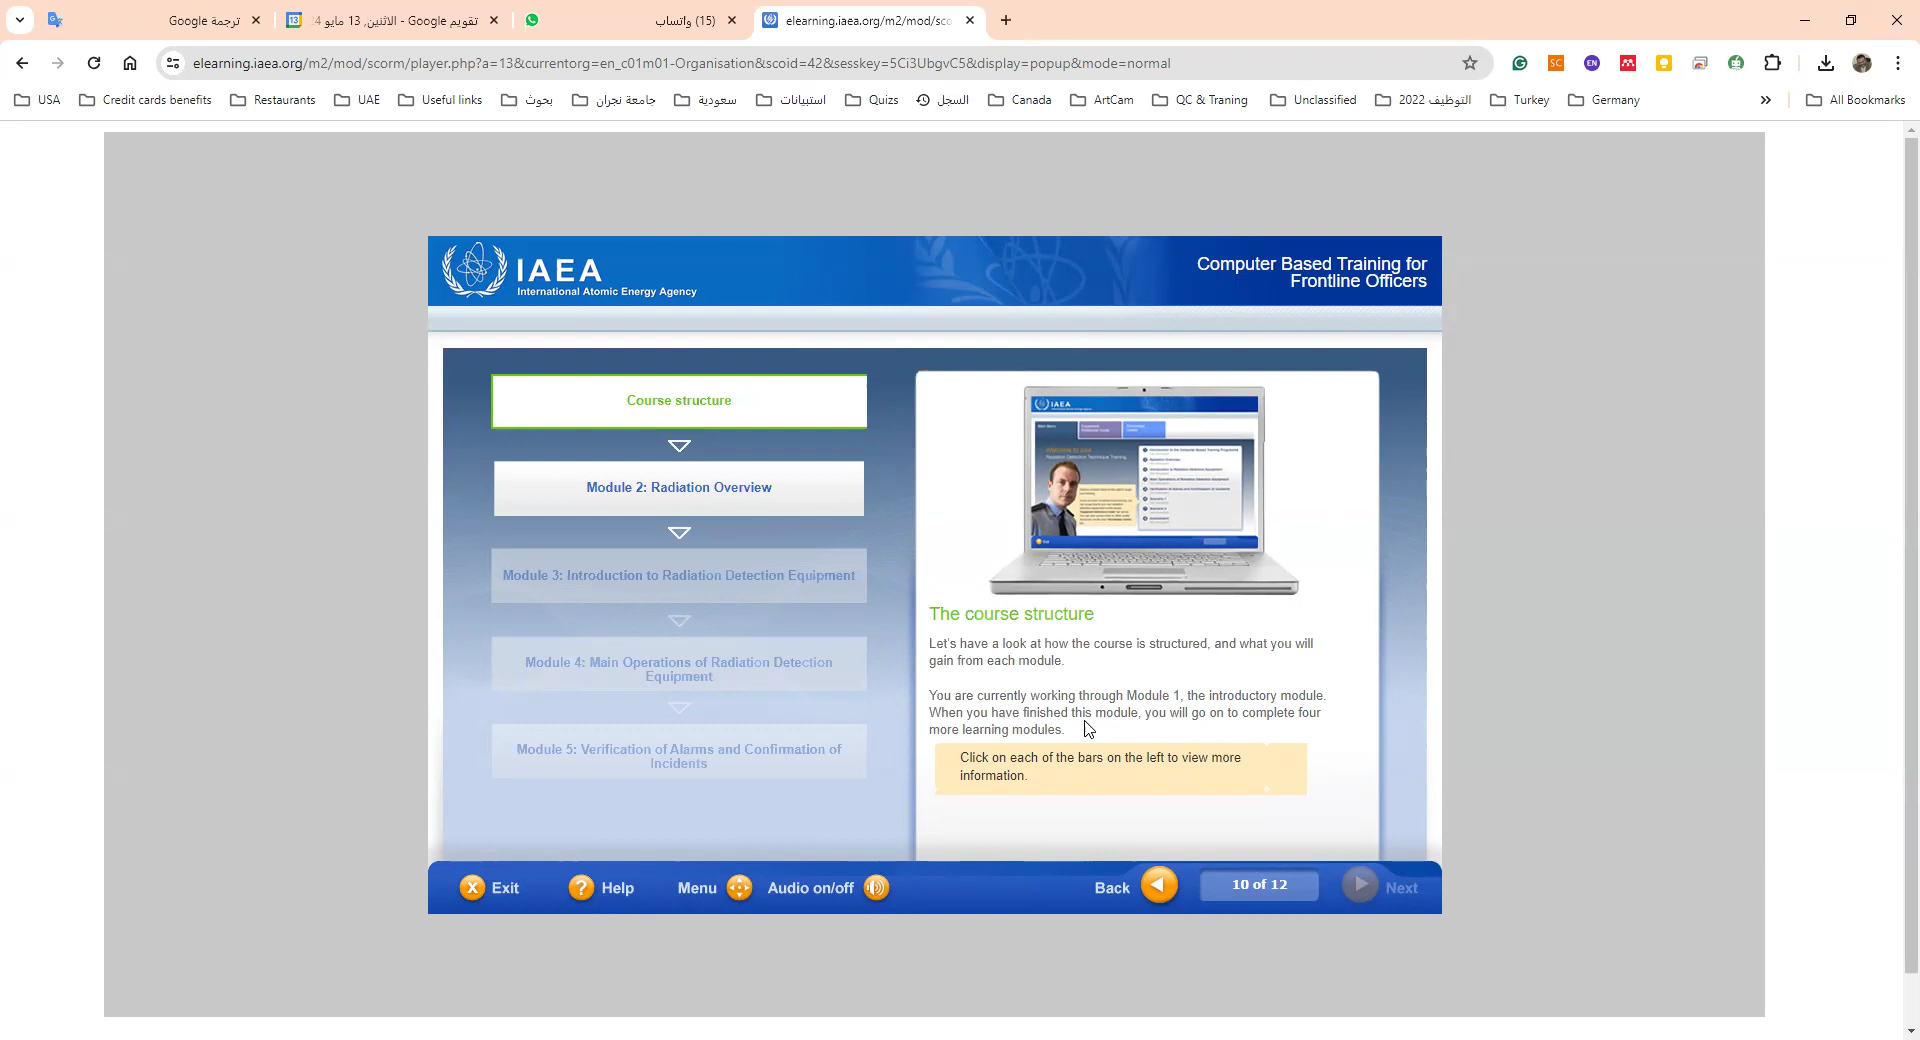 ترجمة Google
تقويم Google - الاثنين, 13 مايو 24
(15) واتساب
elearning.iaea.org/m2/mod/sco
elearning.iaea.org/m2/mod/scorm/player.php?a=13&currentorg=en_c01m01-Organisation&scoid=42&sesskey=5Ci3UbgvC5&display=popup&mode=normal
USA
Credit cards benefits
Restaurants
UAE
Useful links
بحوث
جامعة نجران
سعودية
استبيانات
Quizs
السجل
Canada
ArtCam
QC & Traning
Unclassified
التوظيف 2022
Turkey
Germany
All Bookmarks
IAEA
International Atomic Energy Agency
Computer Based Training for
Frontline Officers
Course structure
Module 2: Radiation Overview
Module 3: Introduction to Radiation Detection Equipment
Module 4: Main Operations of Radiation Detection
Equipment
Module 5: Verification of Alarms and Confirmation of
Incidents
IAEA
The course structure
Let's have a look at how the course is structured, and what you will
gain from each module.
You are currently working through Module 1, the introductory module.
When you have finished this module, you will go on to complete four
more learning modules.
Click on each of the bars on the left to view more
information.
Exit
Help
Menu
Audio on/off
Back
10 of 12
Next